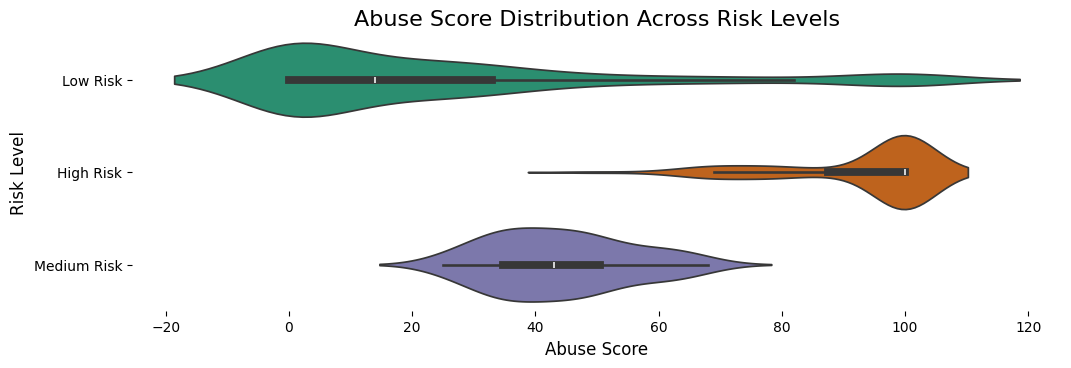 Abuse Score Distribution Across Risk Levels
Risk Level
Low Risk
High Risk
Medium Risk
−20 0 20 40 60 80 100 120
Abuse Score